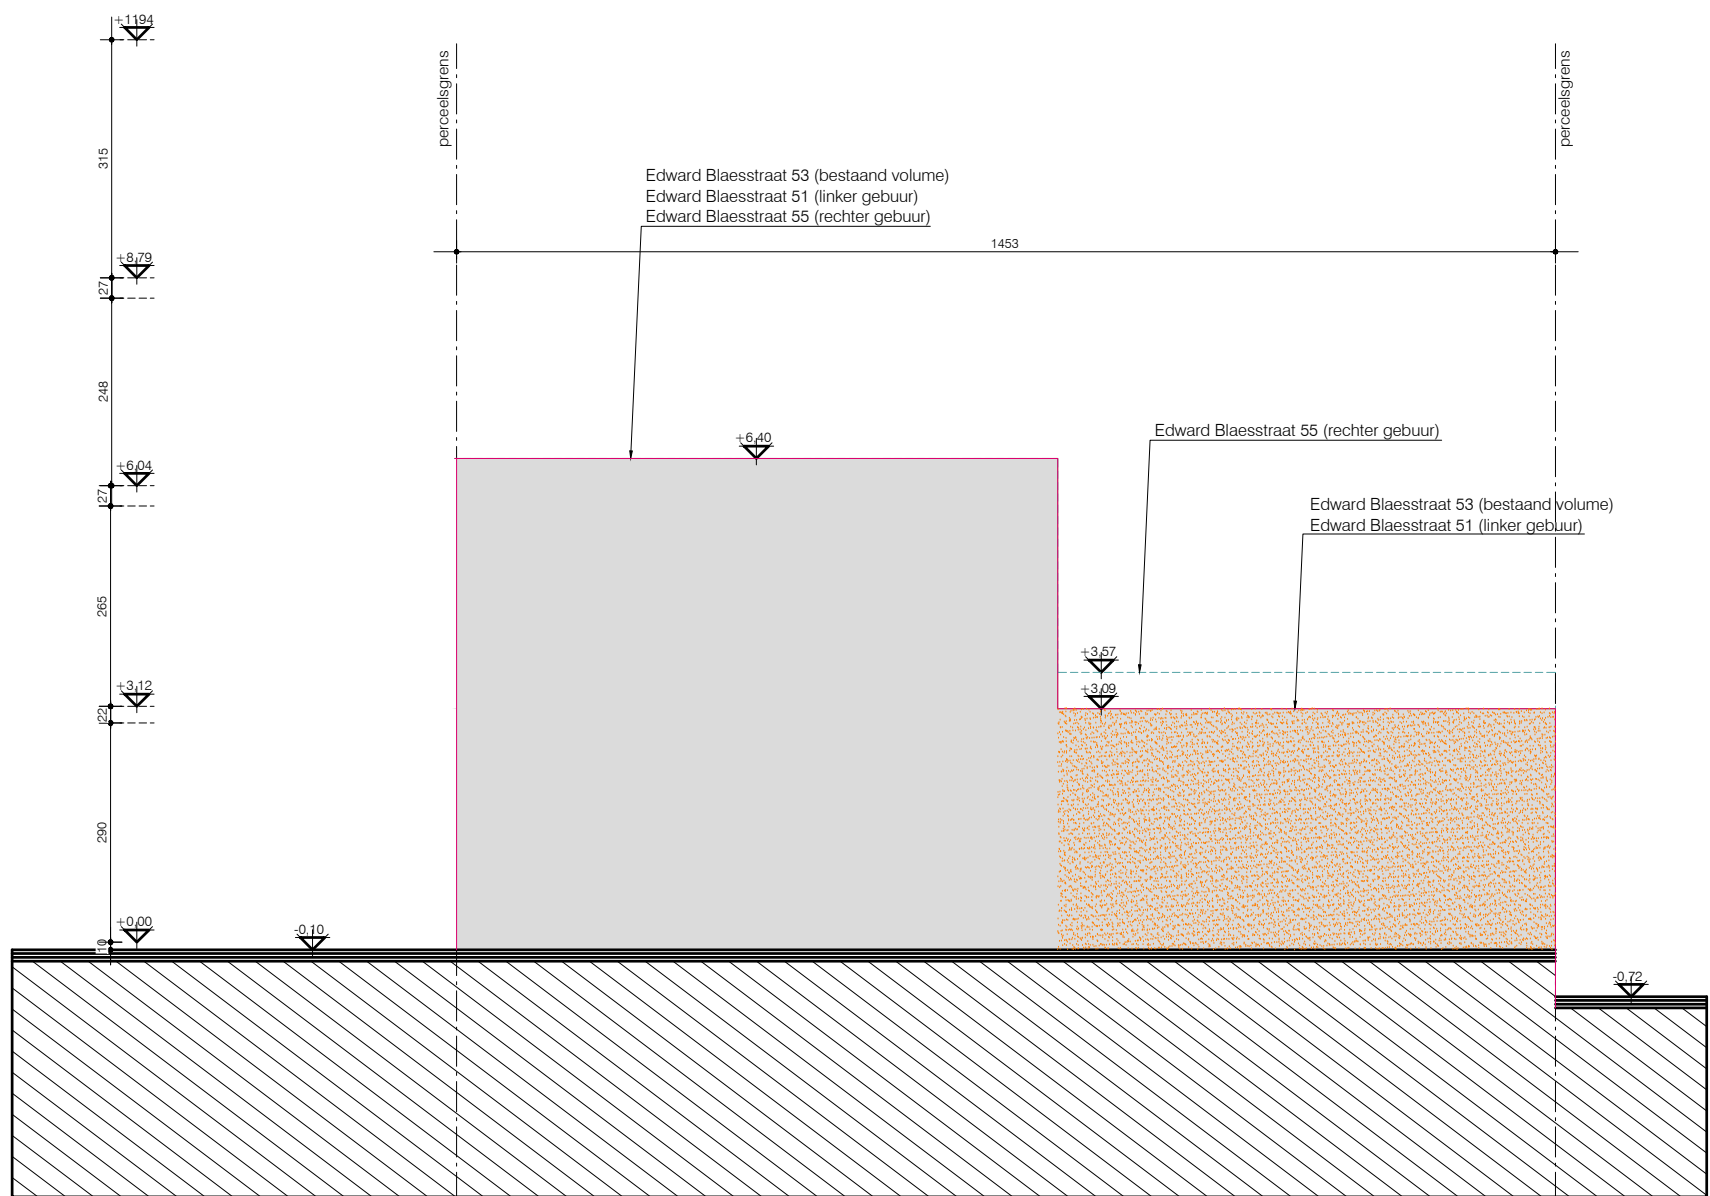 +1194
perceelsgrens
perceelsgrens
315
Edward Blaesstraat 53 (bestaand volume)
Edward Blaesstraat 51 (linker gebuur)
Edward Blaesstraat 55 (rechter gebuur)
1453
+8,79
27
248
+6,40
Edward Blaesstraat 55 (rechter gebuur)
+6,04
27
Edward Blaesstraat 53 (bestaand volume)
Edward Blaesstraat 51 (linker gebuur)
265
+3,57
+3,12
+3,09
22
290
+0,00
-0,10
10
-0,72